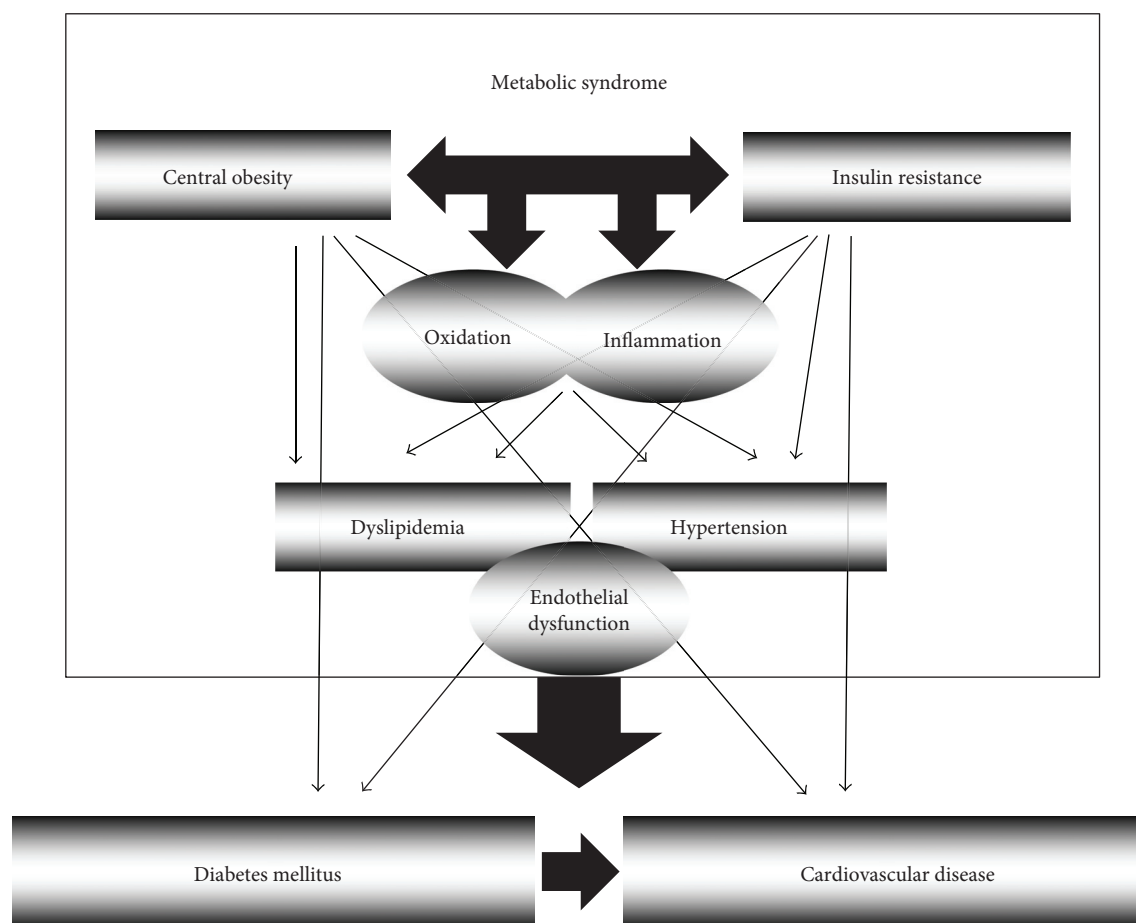 Metabolic syndrome
Central obesity
Insulin resistance
Oxidation
Inflammation
Dyslipidemia
Hypertension
Endothelial
dysfunction
Diabetes mellitus
Cardiovascular disease